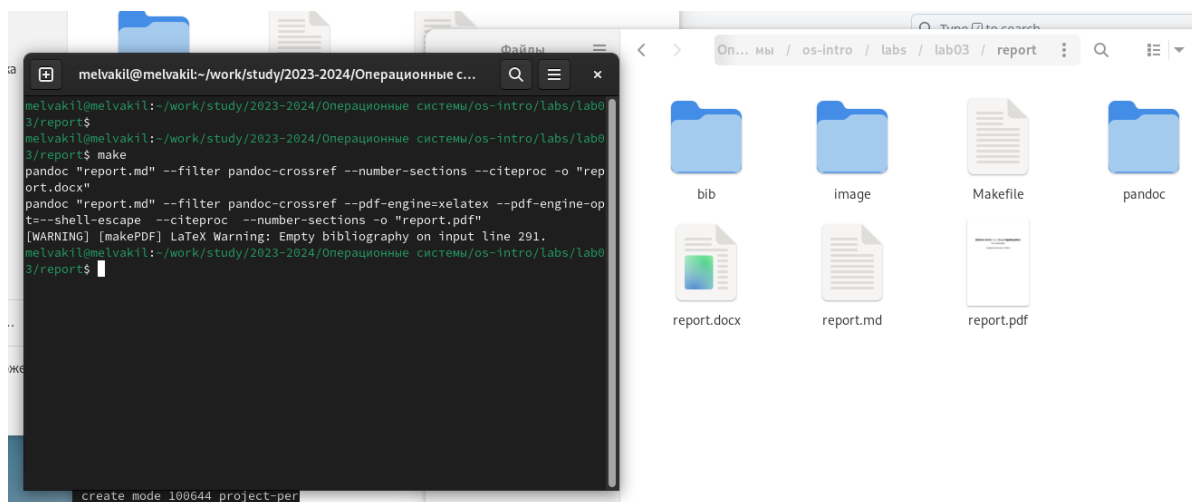 Type to search
Файлы
Оп... мы / os-intro / labs / lab03 / report
ка
melvakil@melvakil:~/work/study/2023-2024/Операционные с...
melvakil@melvakil:~/work/study/2023-2024/Операционные системы/os-intro/labs/lab0
3/report$
melvakil@melvakil:~/work/study/2023-2024/Операционные системы/os-intro/labs/lab0
3/report$ make
pandoc "report.md" --filter pandoc-crossref --number-sections --citeproc -o "rep
ort.docx"
pandoc "report.md" --filter pandoc-crossref --pdf-engine=xelatex --pdf-engine-op
t=--shell-escape  --citeproc  --number-sections -o "report.pdf"
[WARNING] [makePDF] LaTeX Warning: Empty bibliography on input line 291.
melvakil@melvakil:~/work/study/2023-2024/Операционные системы/os-intro/labs/lab0
3/report$
bib
image
Makefile
pandoc
report.docx
report.md
report.pdf
...
оже
create mode 100644 project-per